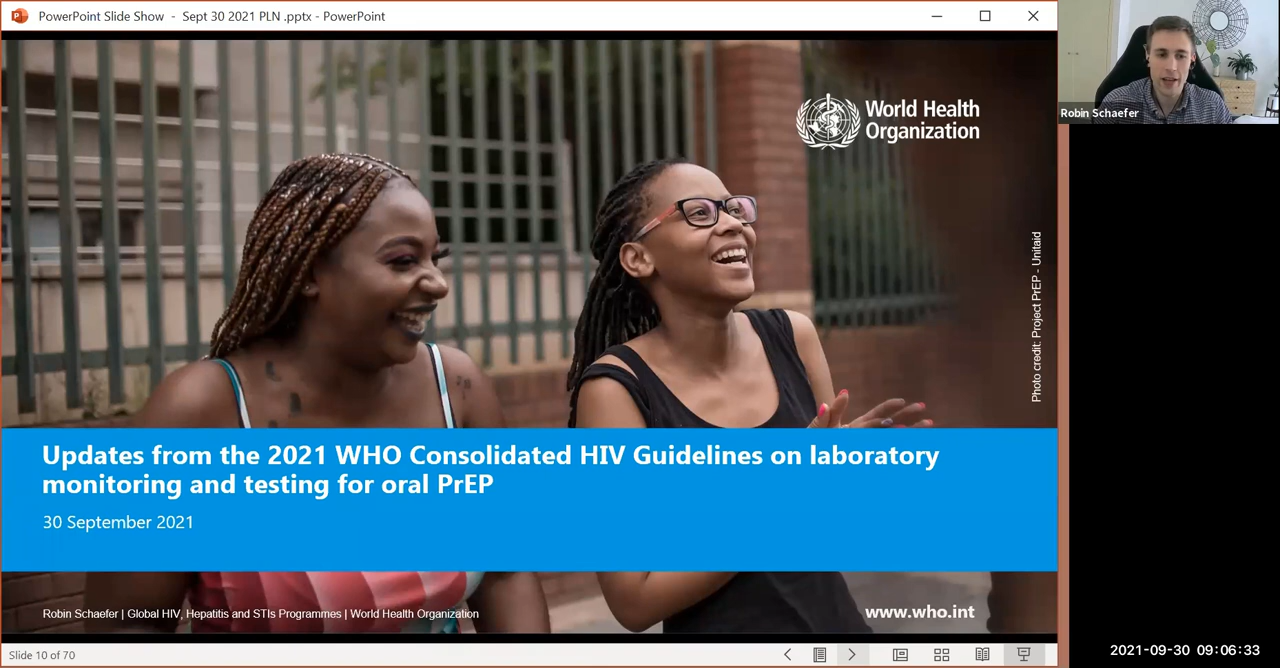 PowerPoint Slide Show - Sept 30 2021 PLN .pptx - PowerPoint
Robin Schaefer
World Health
Organization
Photo credit: Project PrEP - Unitaid
Updates from the 2021 WHO Consolidated HIV Guidelines on laboratory
monitoring and testing for oral PrEP
30 September 2021
Robin Schaefer | Global HIV, Hepatitis and STIs Programmes | World Health Organization
www.who.int
Slide 10 of 70
2021-09-30 09:06:33